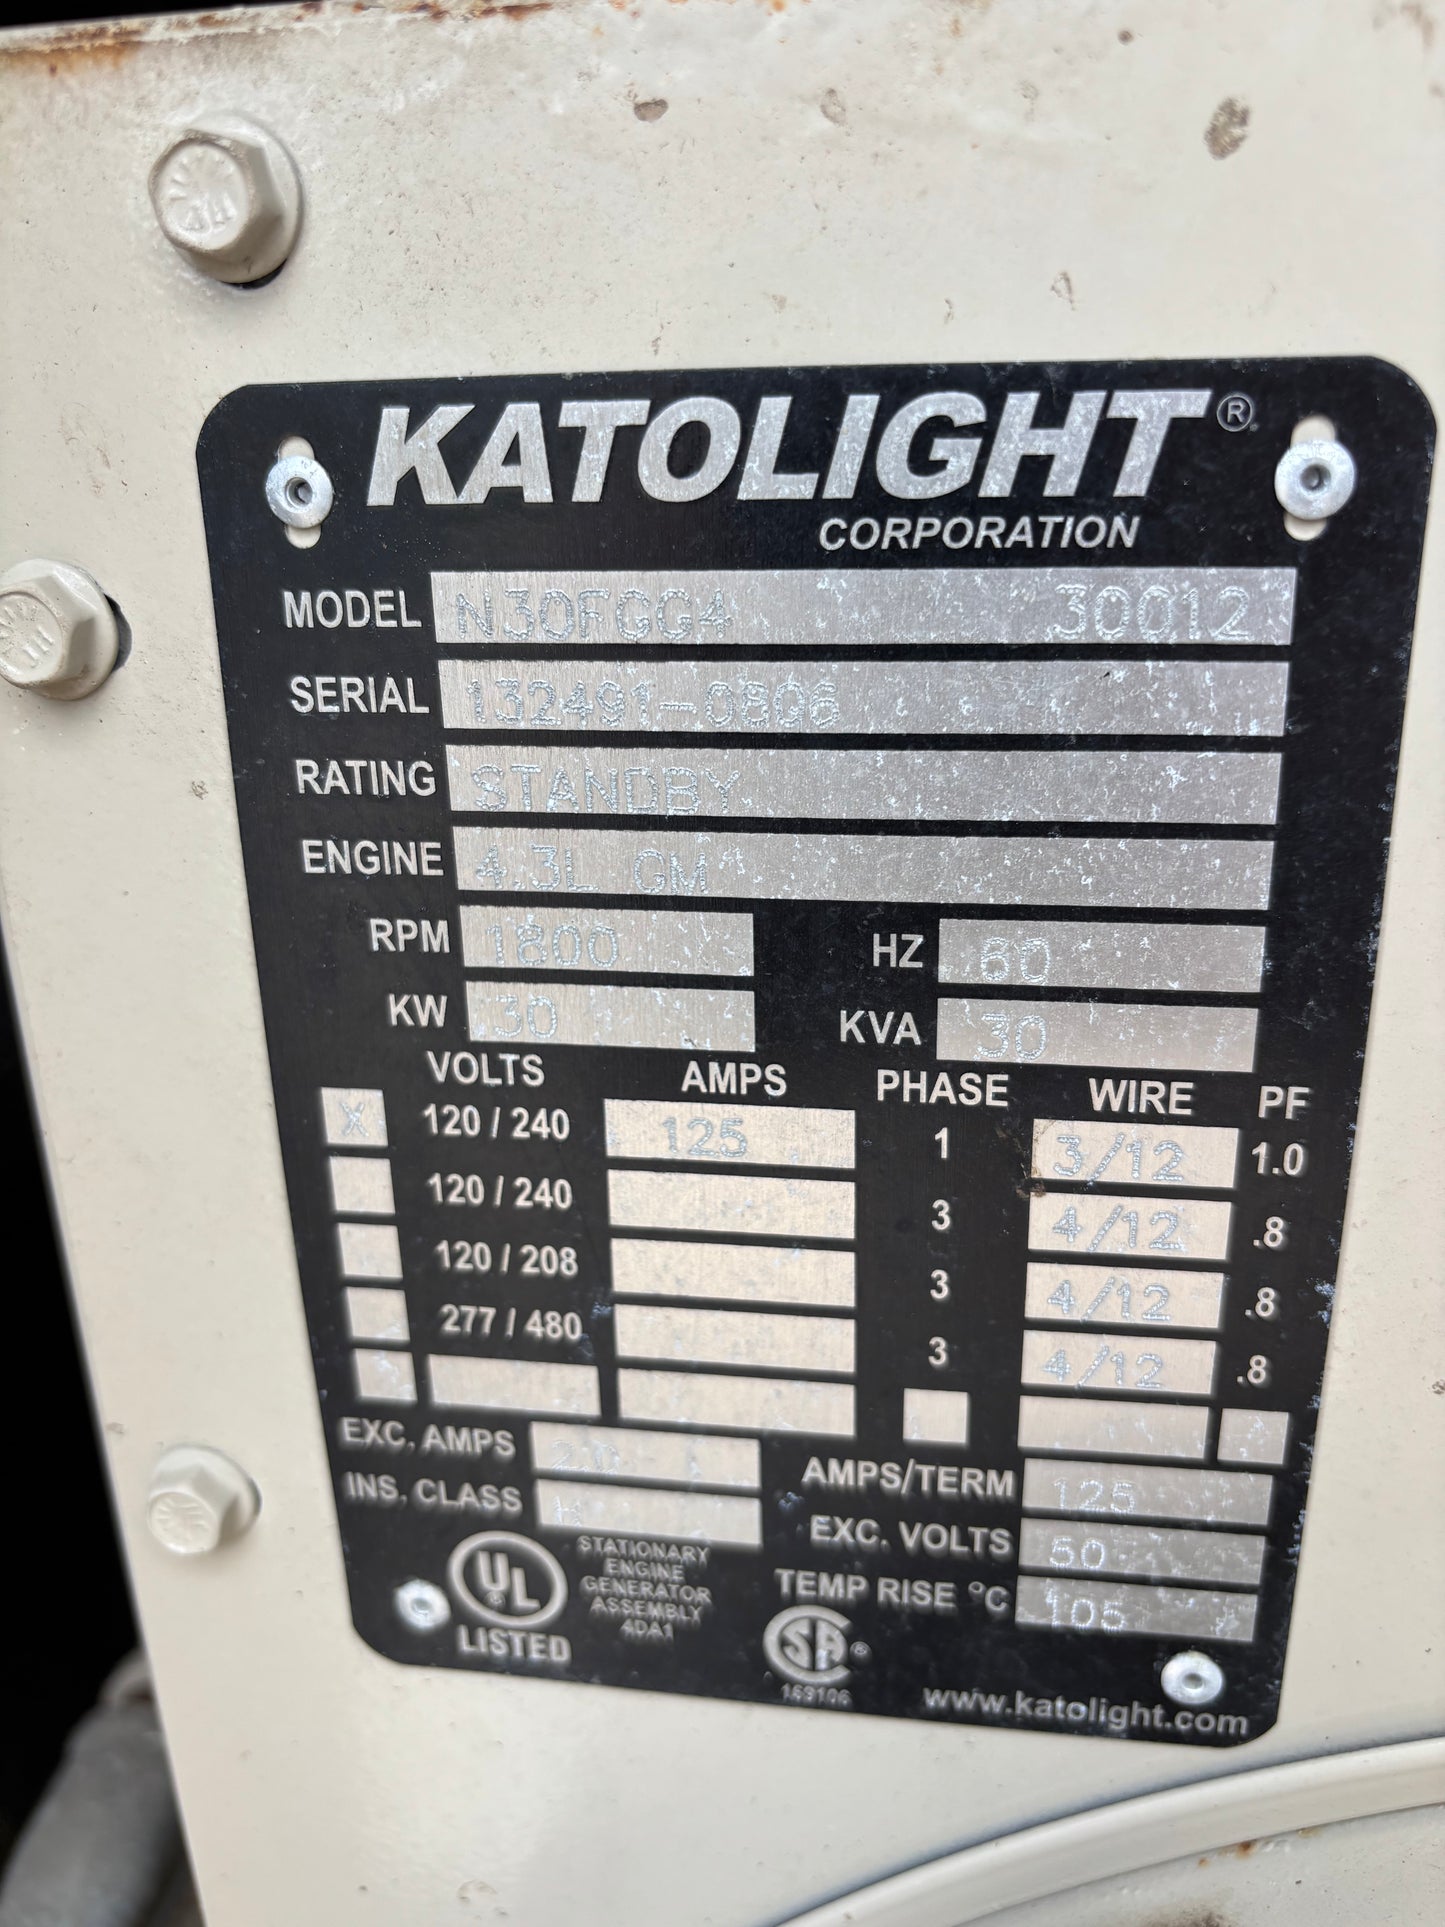 KATOLIGHT®
CORPORATION
MODEL N30FGG4 30012
SERIAL 132491-0806
RATING STANDBY
ENGINE 4.3L GM
RPM 1800 HZ 60
KW 30 KVA 30
VOLTS AMPS PHASE WIRE PF
X 120 / 240 125 1 3/12 1.0
120 / 240 3 4/12 .8
120 / 208 3 4/12 .8
277 / 480 3 4/12 .8
EXC. AMPS 2.0 AMPS/TERM 125
INS. CLASS H EXC. VOLTS 50
TEMP RISE °C 105
UL
LISTED
STATIONARY
ENGINE
GENERATOR
ASSEMBLY
4DA1
SA®
169106
www.katolight.com